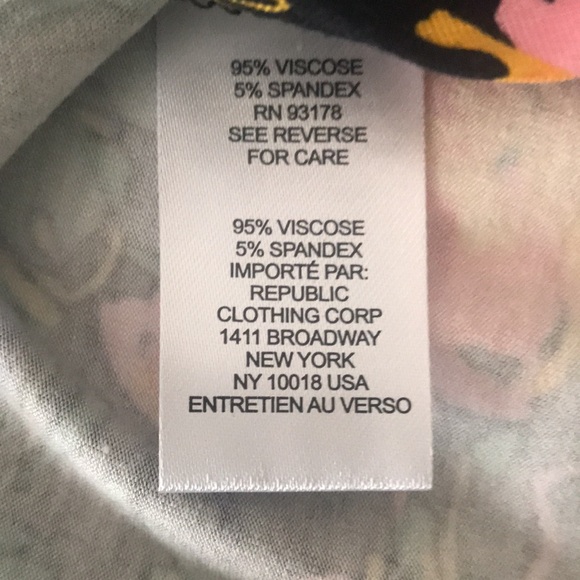 95% VISCOSE
5% SPANDEX
RN 93178
SEE REVERSE
FOR CARE
95% VISCOSE
5% SPANDEX
IMPORTÉ PAR:
REPUBLIC
CLOTHING CORP
1411 BROADWAY
NEW YORK
NY 10018 USA
ENTRETIEN AU VERSO